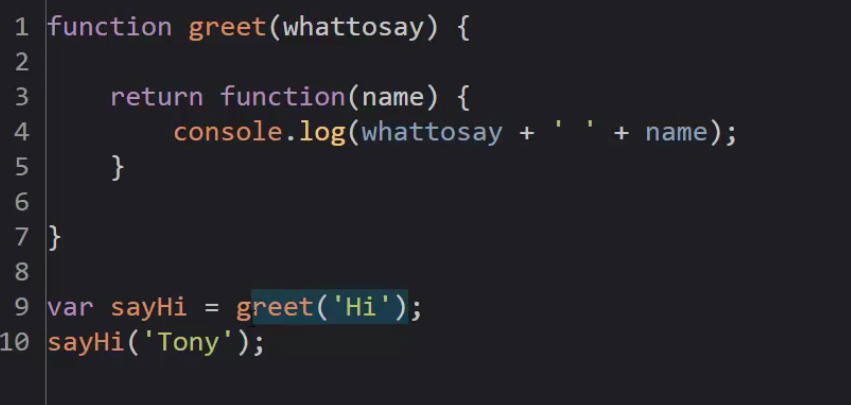 1 function greet(whattosay) {
2
3     return function(name) {
4         console.log(whattosay + ' ' + name);
5     }
6
7 }
8
9 var sayHi = greet('Hi');
10 sayHi('Tony');